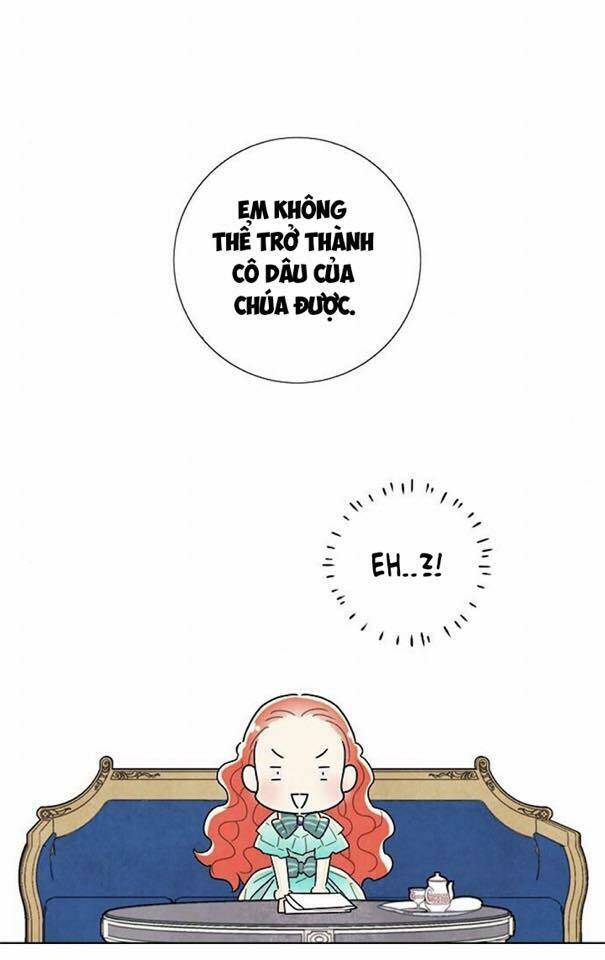 EM KHÔNG
THỂ TRỞ THÀNH
CÔ DÂU CỦA
CHÚA ĐƯỢC.
EH..?!